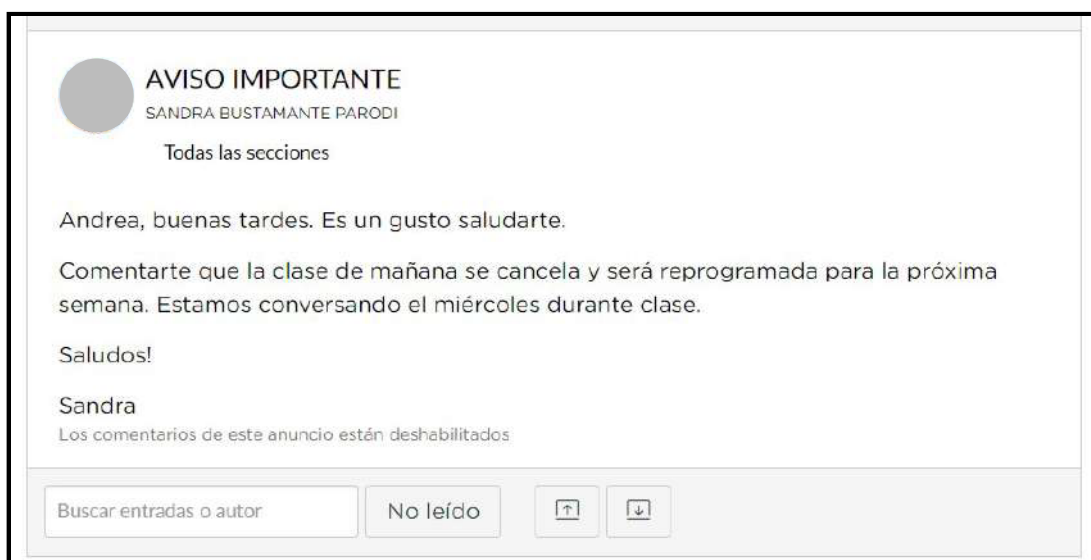 AVISO IMPORTANTE
SANDRA BUSTAMANTE PARODI
Todas las secciones
Andrea, buenas tardes. Es un gusto saludarte.
Comentarte que la clase de mañana se cancela y será reprogramada para la próxima
semana. Estamos conversando el miércoles durante clase.
Saludos!
Sandra
Los comentarios de este anuncio están deshabilitados
Buscar entradas o autor
No leído